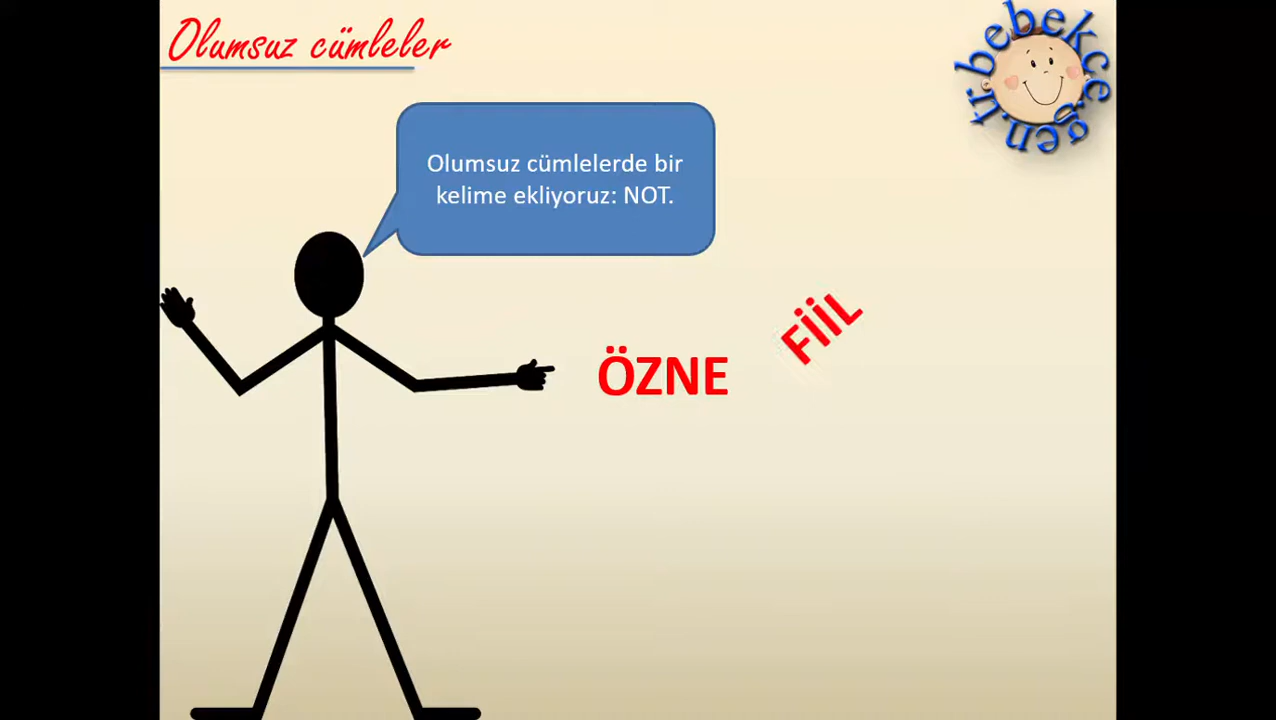 Olumsuz cümleler
bebekce.gen.tr
Olumsuz cümlelerde bir
kelime ekliyoruz: NOT.
FİİL
ÖZNE